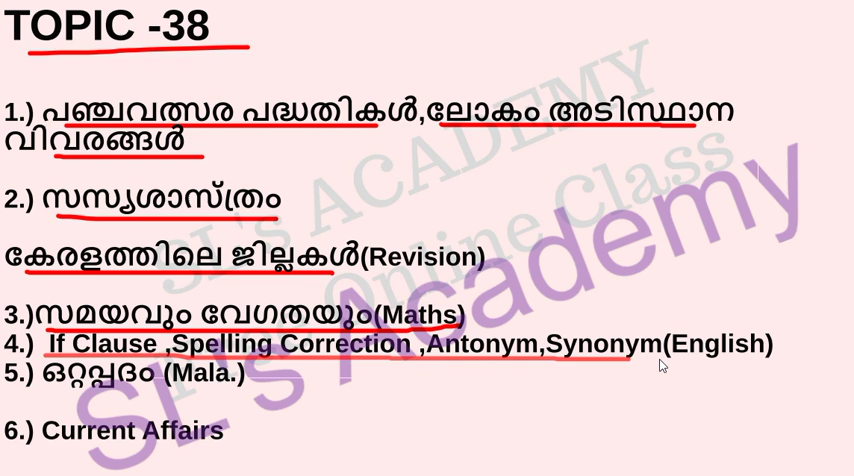 TOPIC -38
1.) പഞ്ചവത്സര പദ്ധതികൾ,ലോകം അടിസ്ഥാന
വിവരങ്ങൾ
2.) സസ്യശാസ്ത്രം
കേരളത്തിലെ ജില്ലകൾ(Revision)
3.)സമയവും വേഗതയും(Maths)
4.) If Clause ,Spelling Correction ,Antonym,Synonym(English)
5.) ഒറ്റപ്പദം (Mala.)
6.) Current Affairs
SL's ACADEMY
Online Class
SL's Academy